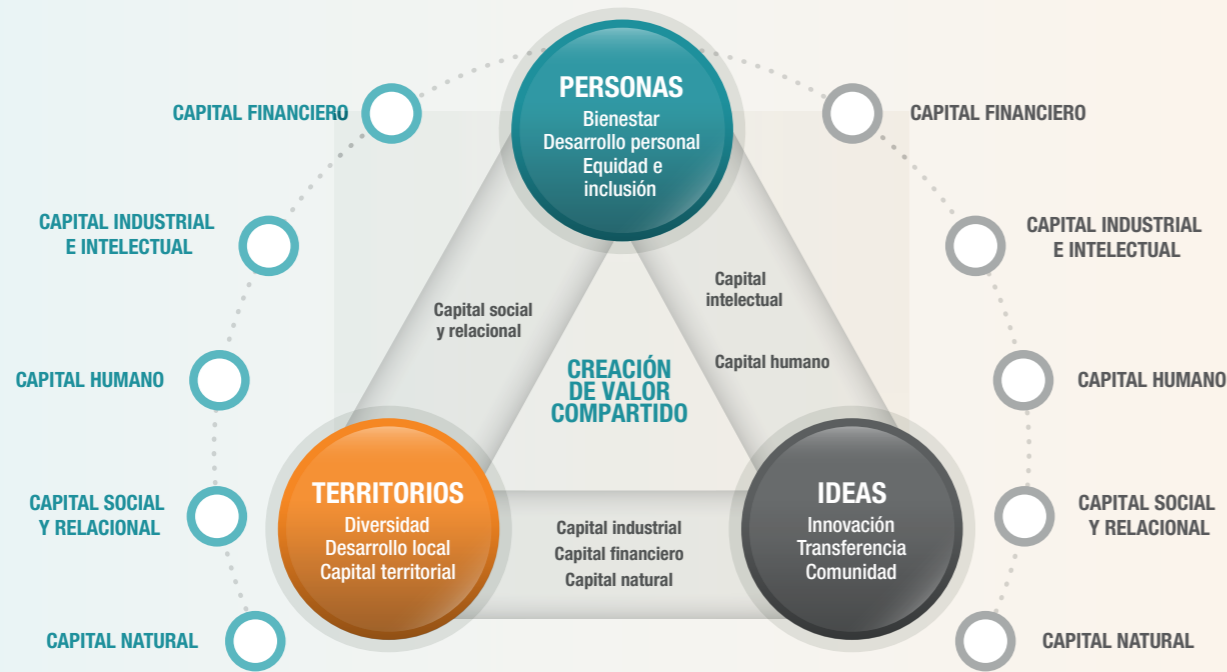 PERSONAS
Bienestar
Desarrollo personal
Equidad e
inclusión
CAPITAL FINANCIERO
CAPITAL INDUSTRIAL
E INTELECTUAL
CAPITAL HUMANO
CAPITAL SOCIAL
Y RELACIONAL
CAPITAL NATURAL
Capital social
y relacional
Capital
intelectual
Capital humano
CREACIÓN
DE VALOR
COMPARTIDO
TERRITORIOS
Diversidad
Desarrollo local
Capital territorial
Capital industrial
Capital financiero
Capital natural
IDEAS
Innovación
Transferencia
Comunidad
CAPITAL FINANCIERO
CAPITAL INDUSTRIAL
E INTELECTUAL
CAPITAL HUMANO
CAPITAL SOCIAL
Y RELACIONAL
CAPITAL NATURAL